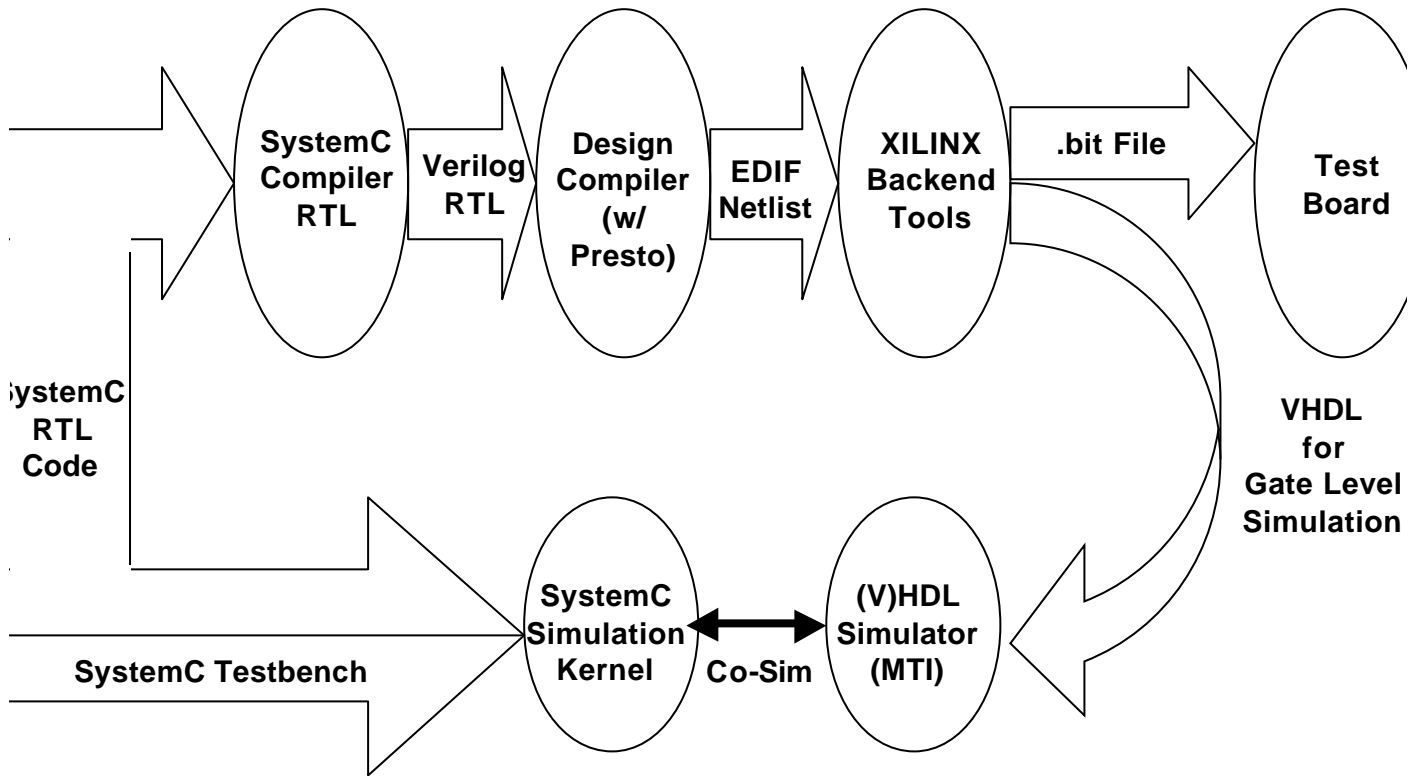 SystemC
Compiler
RTL
Verilog
RTL
Design
Compiler
(w/
Presto)
EDIF
Netlist
XILINX
Backend
Tools
.bit File
Test
Board
SystemC
RTL
Code
VHDL
for
Gate Level
Simulation
SystemC Testbench
SystemC
Simulation
Kernel
Co-Sim
(V)HDL
Simulator
(MTI)